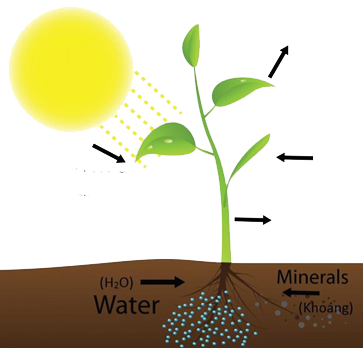 (H₂O)
Water
Minerals
(Khoáng)